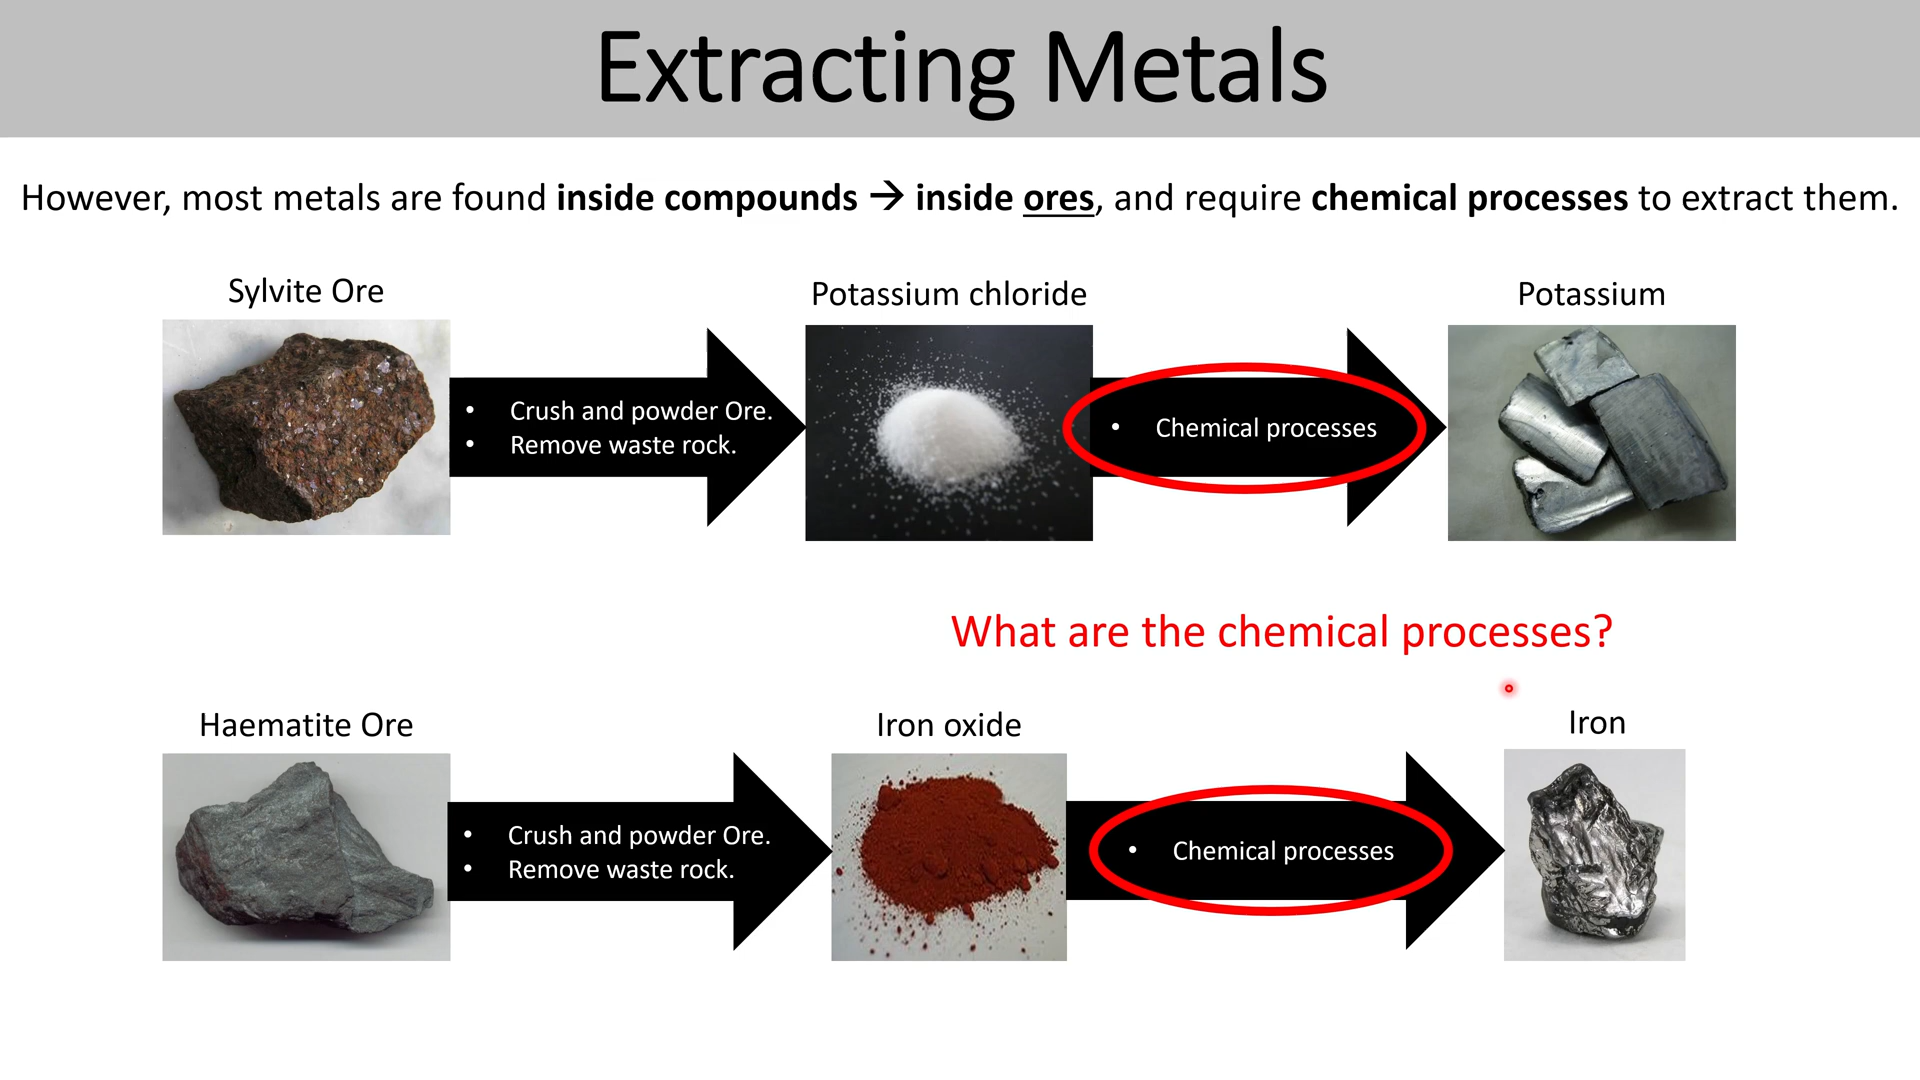 Extracting Metals
However, most metals are found inside compounds → inside ores, and require chemical processes to extract them.
Sylvite Ore
Potassium chloride
Potassium
• Crush and powder Ore.
• Remove waste rock.
• Chemical processes
What are the chemical processes?
Haematite Ore
Iron oxide
Iron
• Crush and powder Ore.
• Remove waste rock.
• Chemical processes